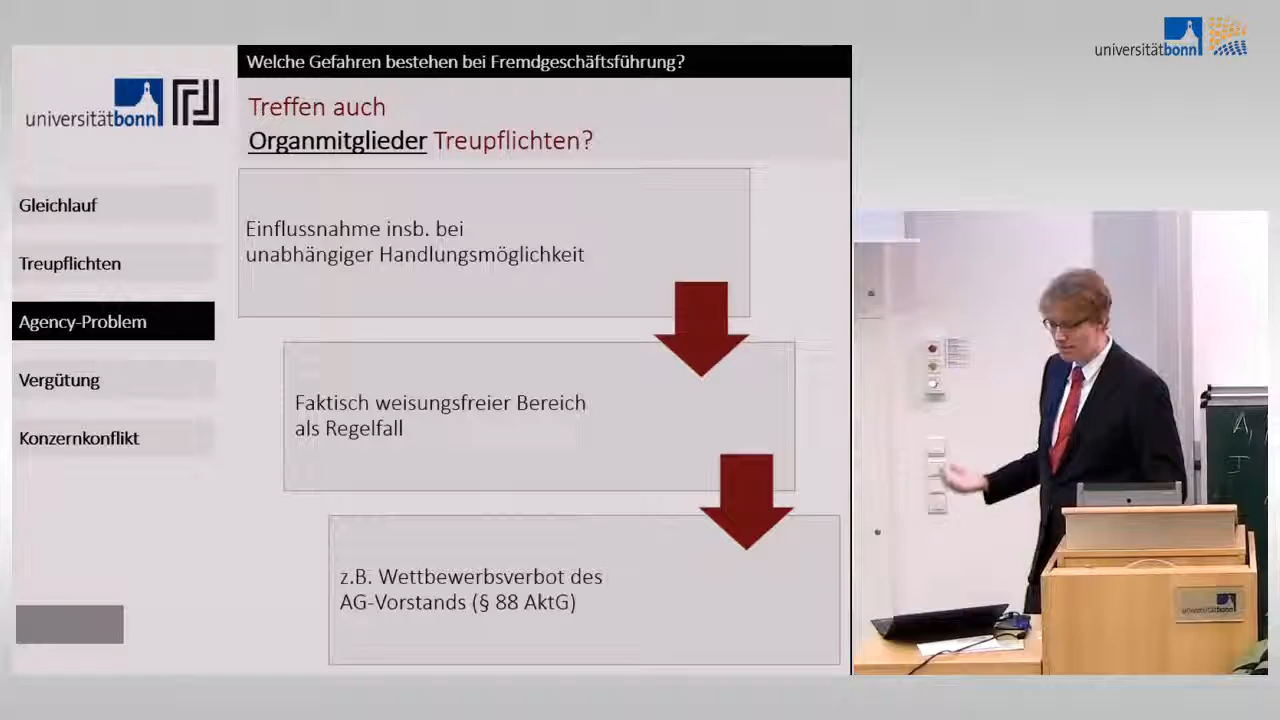 universitätbonn
Welche Gefahren bestehen bei Fremdgeschäftsführung?
universitätbonn
Treffen auch
Organmitglieder Treupflichten?
Gleichlauf
Treupflichten
Agency-Problem
Vergütung
Konzernkonflikt
Einflussnahme insb. bei
unabhängiger Handlungsmöglichkeit
Faktisch weisungsfreier Bereich
als Regelfall
z.B. Wettbewerbsverbot des
AG-Vorstands (§ 88 AktG)
universitätbonn